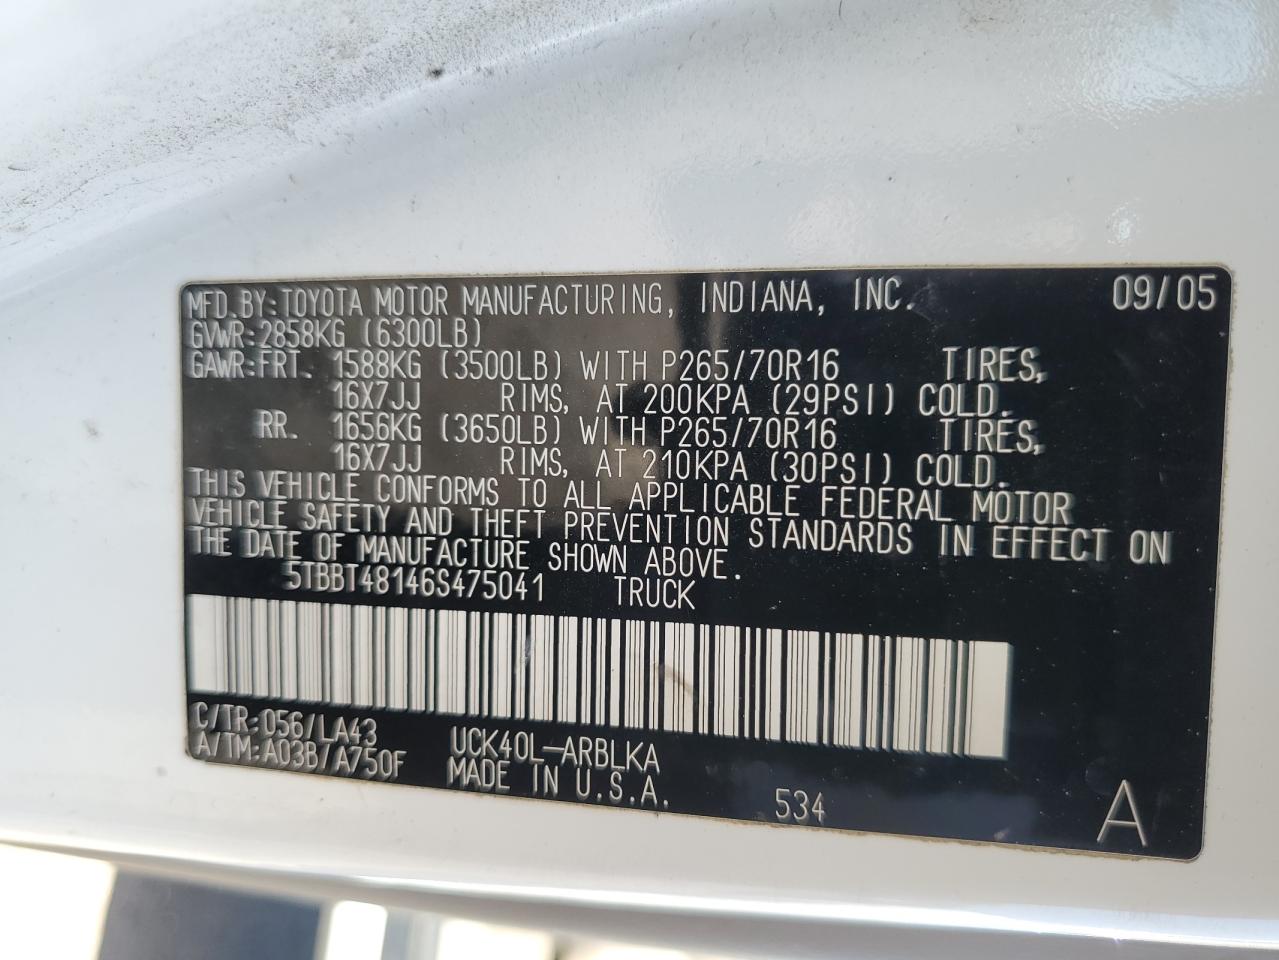 MFD.BY:TOYOTA MOTOR MANUFACTURING, INDIANA, INC. 09/05
GVWR:2858KG (6300LB)
GAWR:FRT. 1588KG (3500LB) WITH P265/70R16 TIRES,
16X7JJ RIMS, AT 200KPA (29PSI) COLD.
RR. 1656KG (3650LB) WITH P265/70R16 TIRES,
16X7JJ RIMS, AT 210KPA (30PSI) COLD.
THIS VEHICLE CONFORMS TO ALL APPLICABLE FEDERAL MOTOR
VEHICLE SAFETY AND THEFT PREVENTION STANDARDS IN EFFECT ON
THE DATE OF MANUFACTURE SHOWN ABOVE.
5TBBT48146S475041 TRUCK
C/TR:056/LA43 UCK40L-ARBLKA
A/TM:A03B/A750F MADE IN U.S.A. 534 A